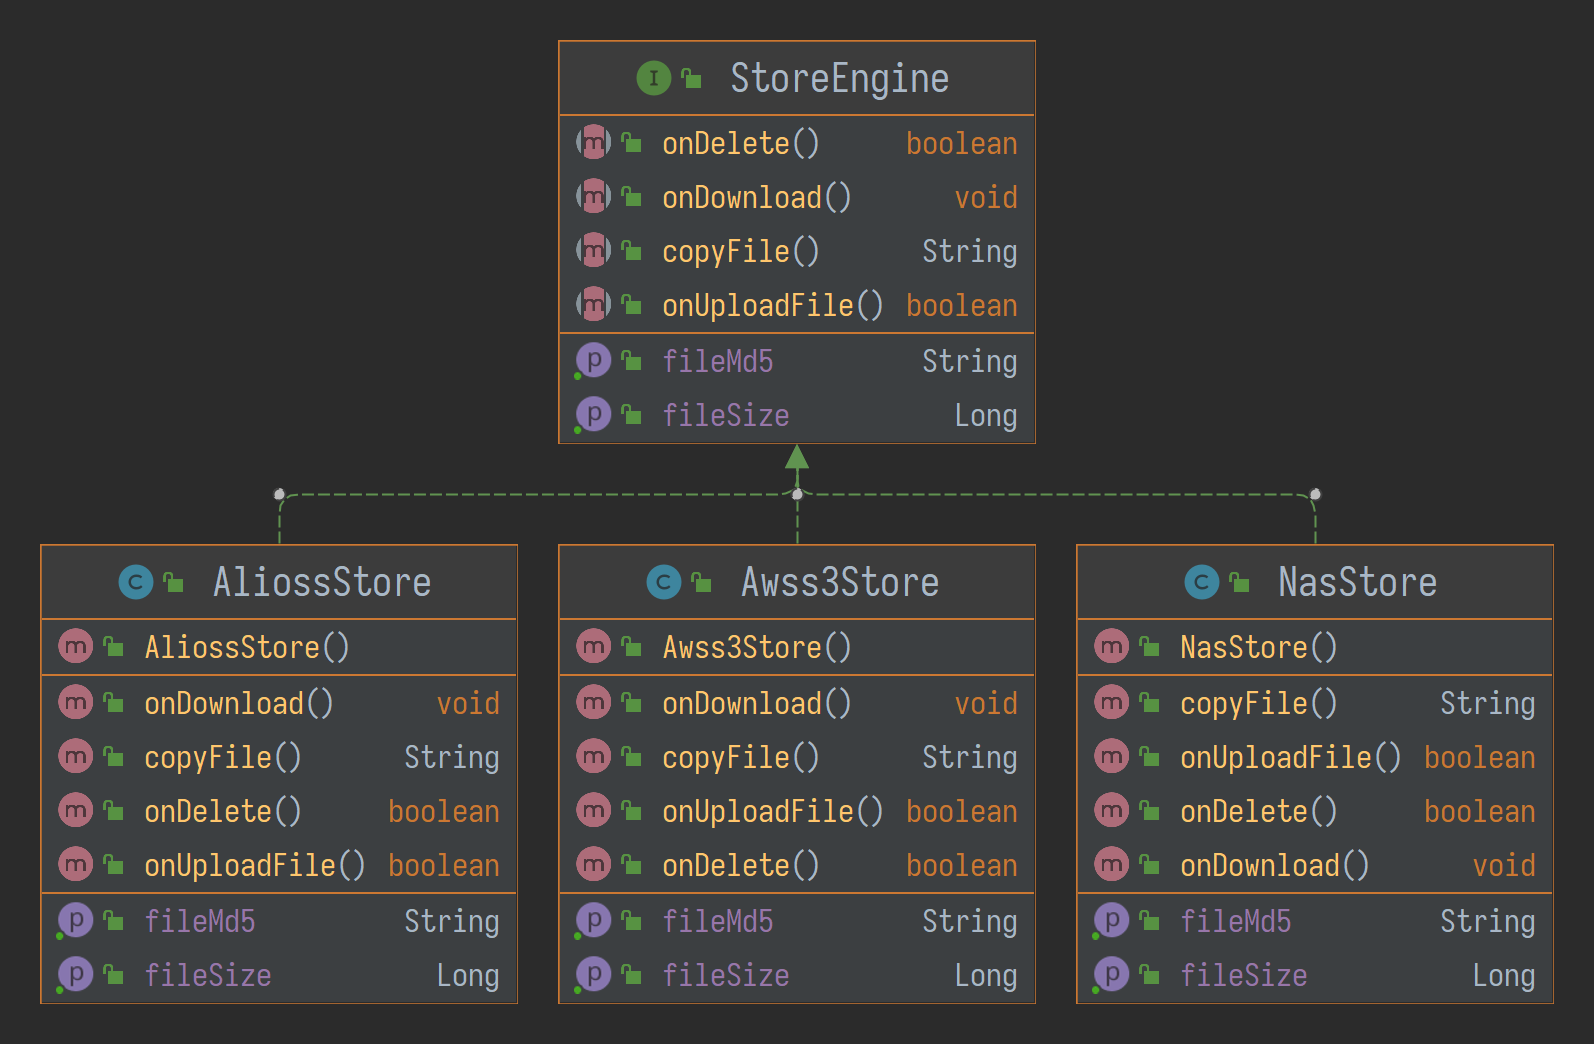 I StoreEngine
m onDelete() boolean
m onDownload() void
m copyFile() String
m onUploadFile() boolean
p fileMd5 String
p fileSize Long
C AliossStore
m AliossStore()
m onDownload() void
m copyFile() String
m onDelete() boolean
m onUploadFile() boolean
p fileMd5 String
p fileSize Long
C Awss3Store
m Awss3Store()
m onDownload() void
m copyFile() String
m onUploadFile() boolean
m onDelete() boolean
p fileMd5 String
p fileSize Long
C NasStore
m NasStore()
m copyFile() String
m onUploadFile() boolean
m onDelete() boolean
m onDownload() void
p fileMd5 String
p fileSize Long